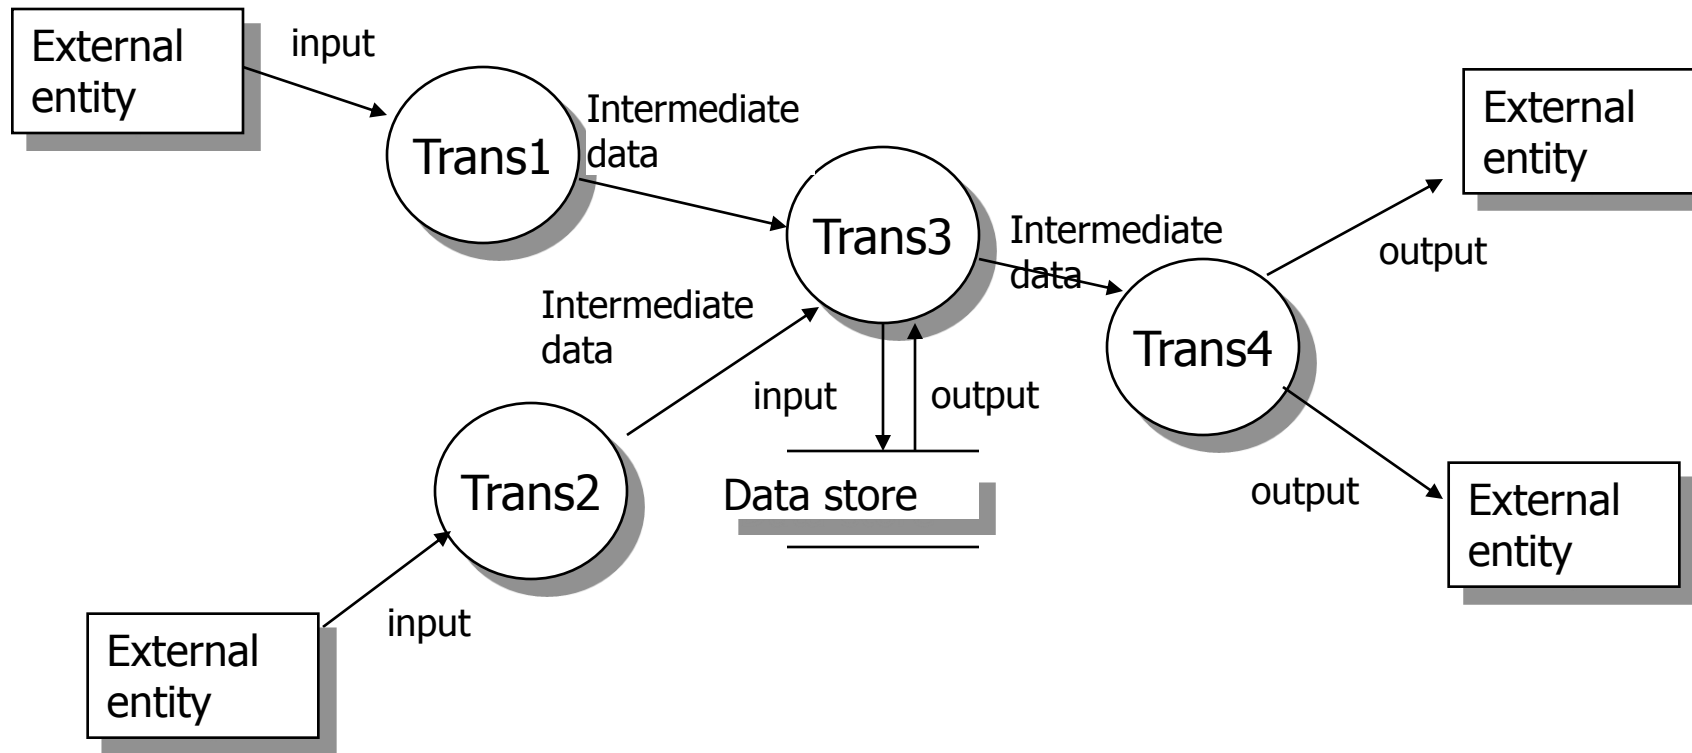 External
entity
input
Trans1
Intermediate
data
Trans3
Intermediate
data
External
entity
output
Intermediate
data
Trans4
input
output
Trans2
Data store
output
External
entity
input
External
entity